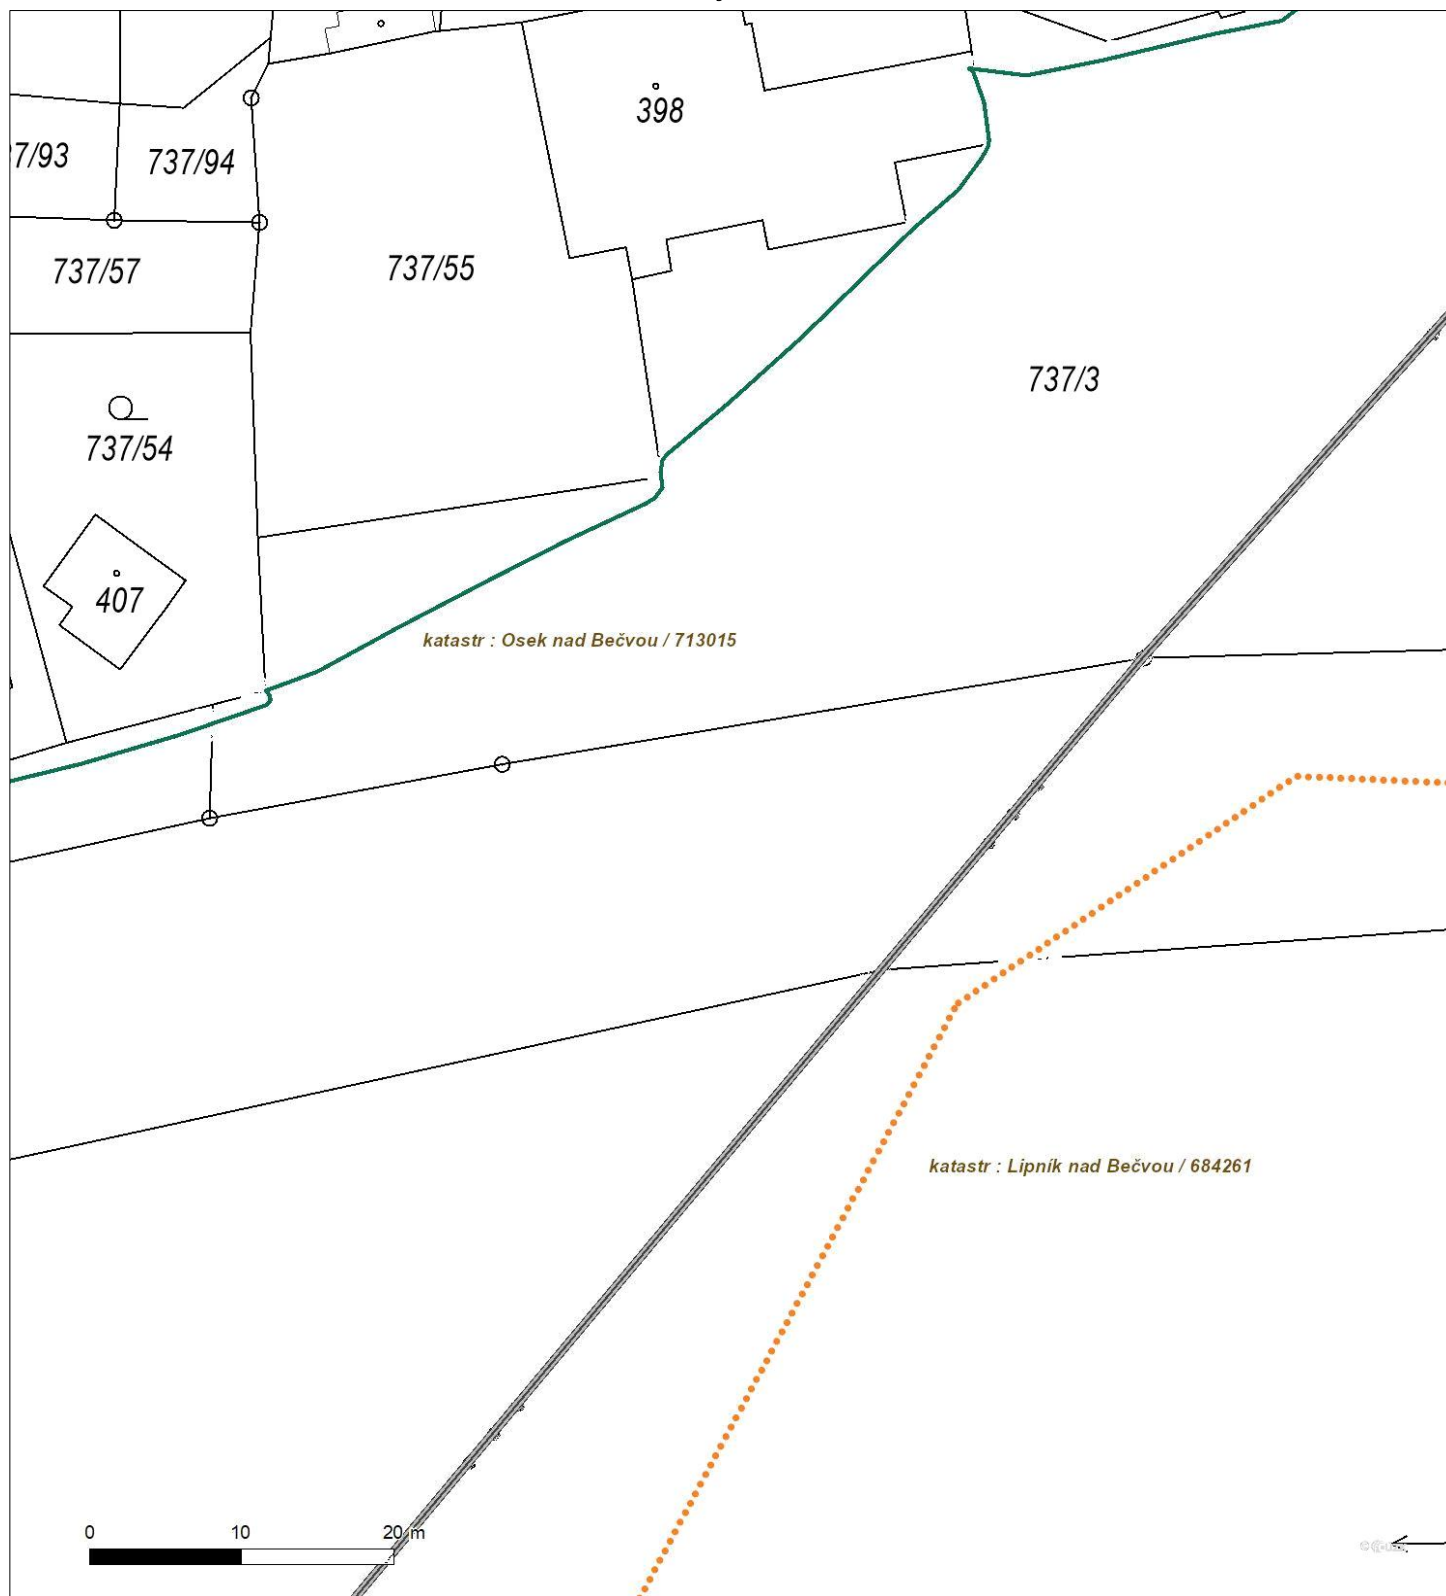 398
7/93
737/94
737/57
737/55
737/3
737/54
407
katastr : Osek nad Bečvou / 713015
katastr : Lipník nad Bečvou / 684261
0 10 20 m